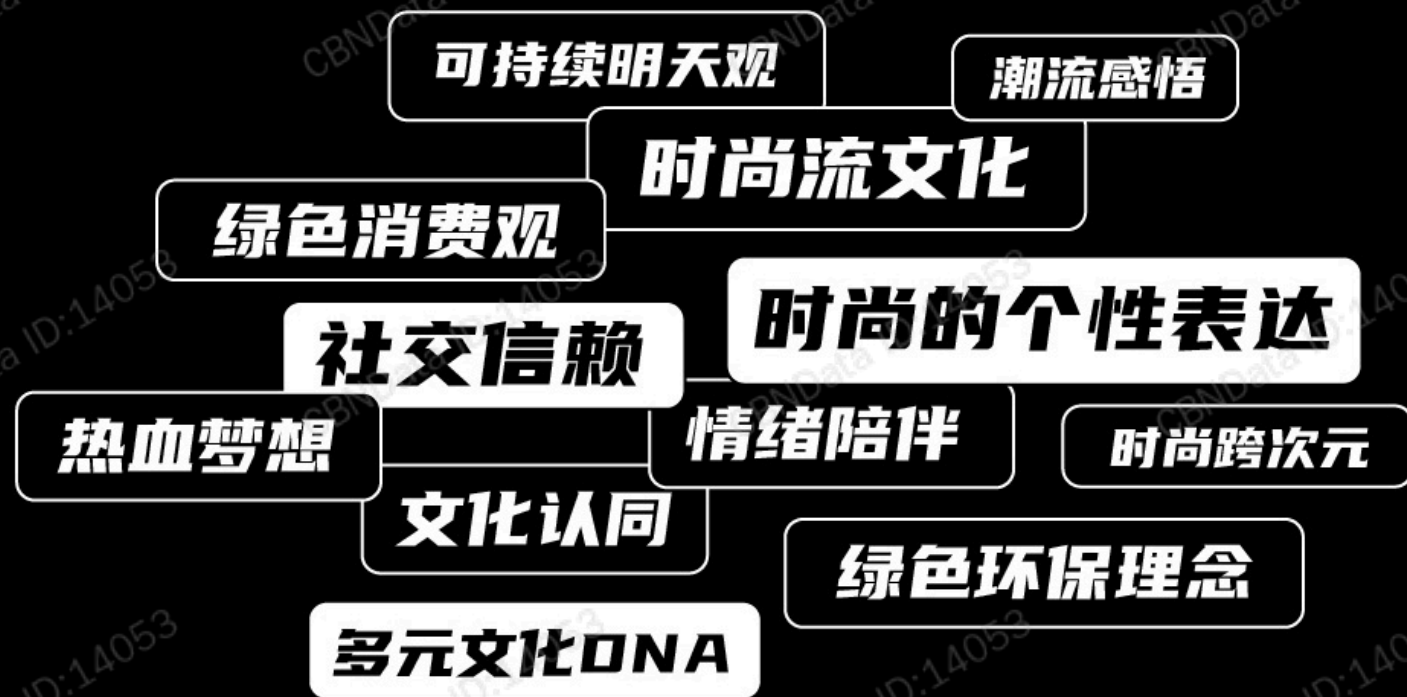 可持续明天观
潮流感悟
时尚流文化
绿色消费观
时尚的个性表达
社交信赖
热血梦想
情绪陪伴
时尚跨次元
文化认同
绿色环保理念
多元文化DNA
CBNData ID:14053